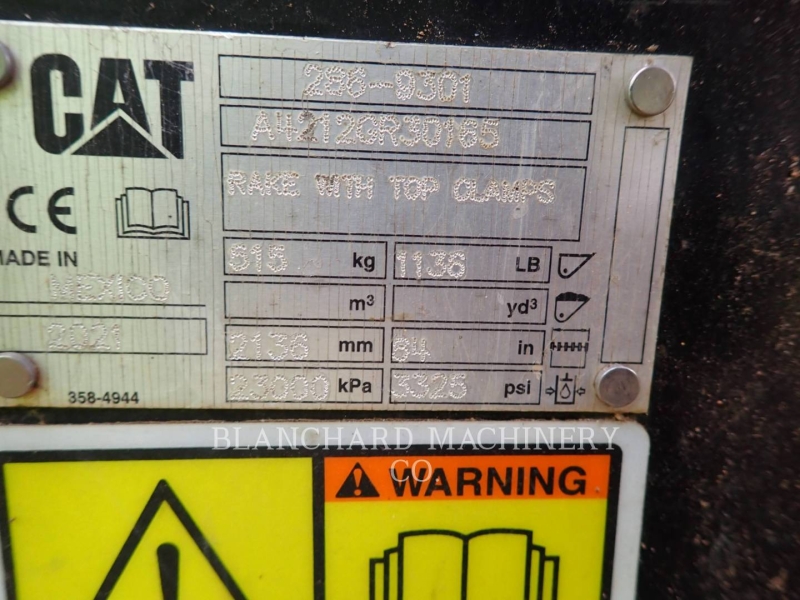 CAT
286-9301
A4212GR30165
RAKE WITH TOP CLAMPS
CE
MADE IN
MEXICO
2021
515 kg 1136 LB
m³ yd³
2136 mm 84 in
23000 kPa 3325 psi
358-4944
BLANCHARD MACHINERY
CO
WARNING